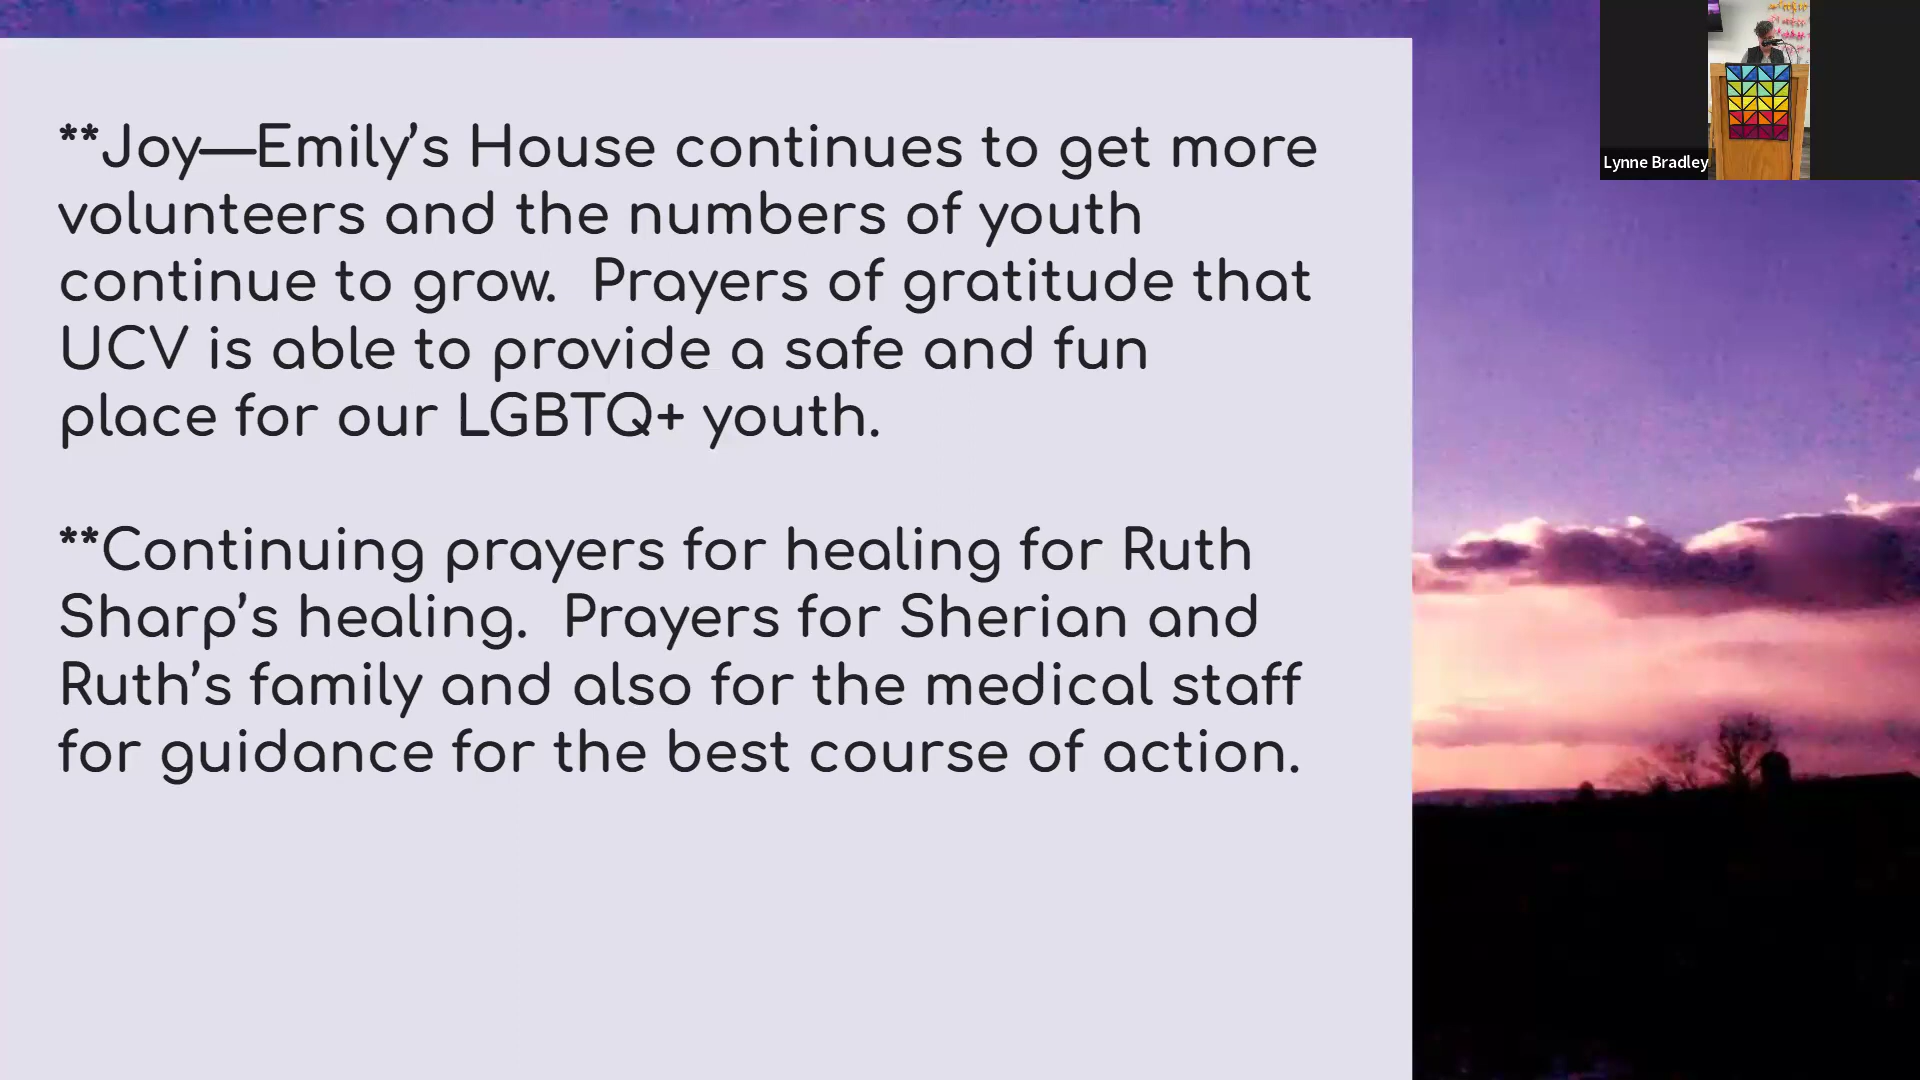 **Joy—Emily’s House continues to get more
volunteers and the numbers of youth
continue to grow.  Prayers of gratitude that
UCV is able to provide a safe and fun
place for our LGBTQ+ youth.
**Continuing prayers for healing for Ruth
Sharp’s healing.  Prayers for Sherian and
Ruth’s family and also for the medical staff
for guidance for the best course of action.
Lynne Bradley